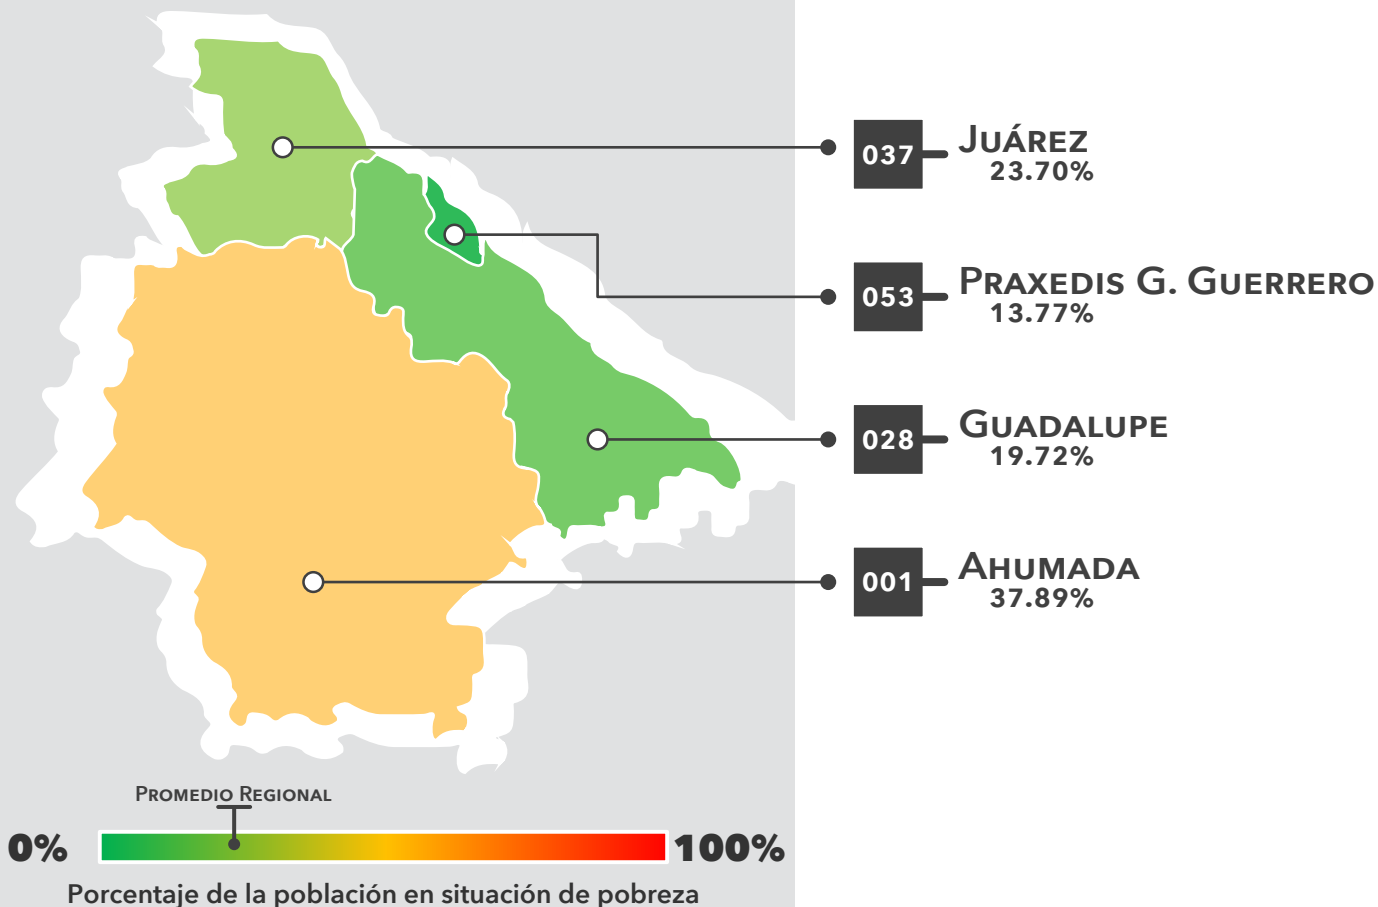 037 JUÁREZ
23.70%
053 PRAXEDIS G. GUERRERO
13.77%
028 GUADALUPE
19.72%
001 AHUMADA
37.89%
PROMEDIO REGIONAL
0% 100%
Porcentaje de la población en situación de pobreza